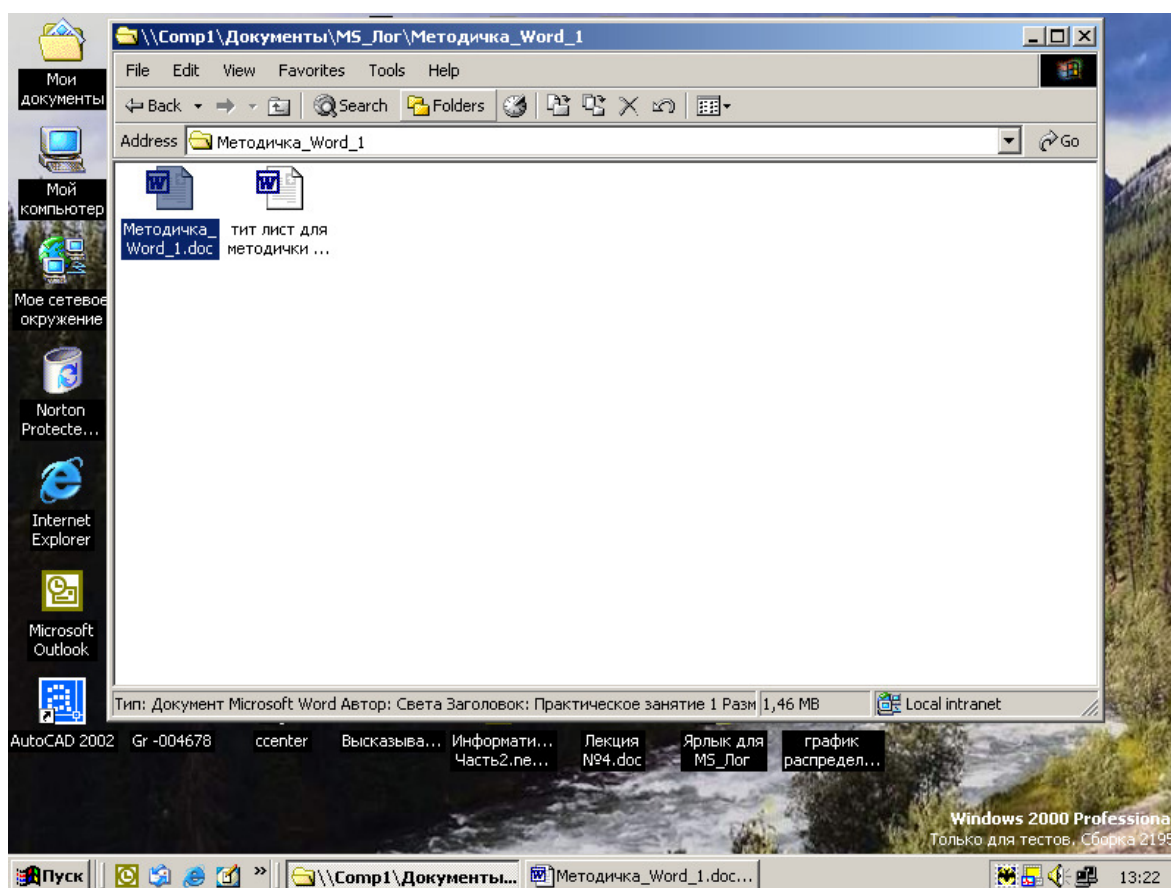 \\Comp1\Документы\MS_Лог\Методичка_Word_1
File Edit View Favorites Tools Help
Back Search Folders
Address Методичка_Word_1 Go
Методичка_
Word_1.doc
тит лист для
методички ...
Мои
документы
Мой
компьютер
Мое сетевое
окружение
Norton
Protecte...
Internet
Explorer
Microsoft
Outlook
AutoCAD 2002
Тип: Документ Microsoft Word Автор: Света Заголовок: Практическое занятие 1 Разм 1,46 MB Local intranet
Gr -004678
ccenter
Высказыва...
Информати...
Часть2.пе...
Лекция
№4.doc
Ярлык для
MS_Лог
график
распредел...
Windows 2000 Professiona
Только для тестов. Сборка 2195
Пуск » \\Comp1\Документы... Методичка_Word_1.doc... 13:22